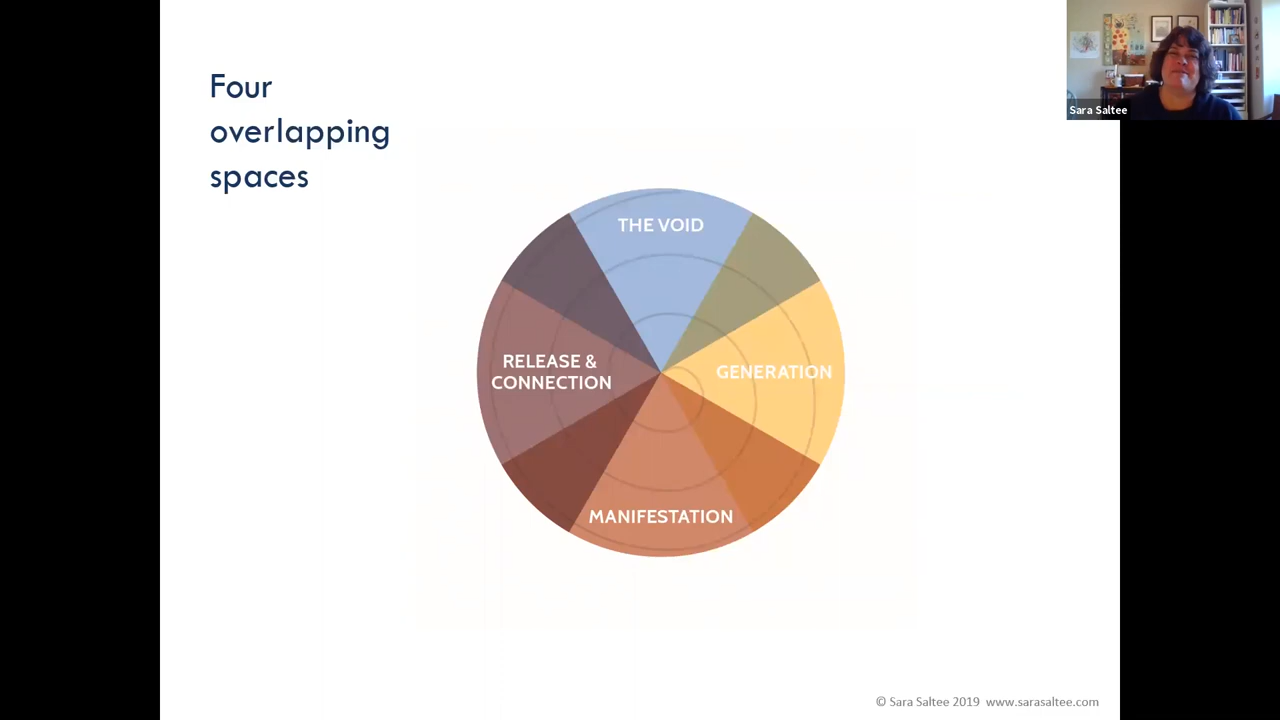 Four
overlapping
spaces
Sara Saltee
THE VOID
RELEASE &
CONNECTION
GENERATION
MANIFESTATION
© Sara Saltee 2019 www.sarasaltee.com